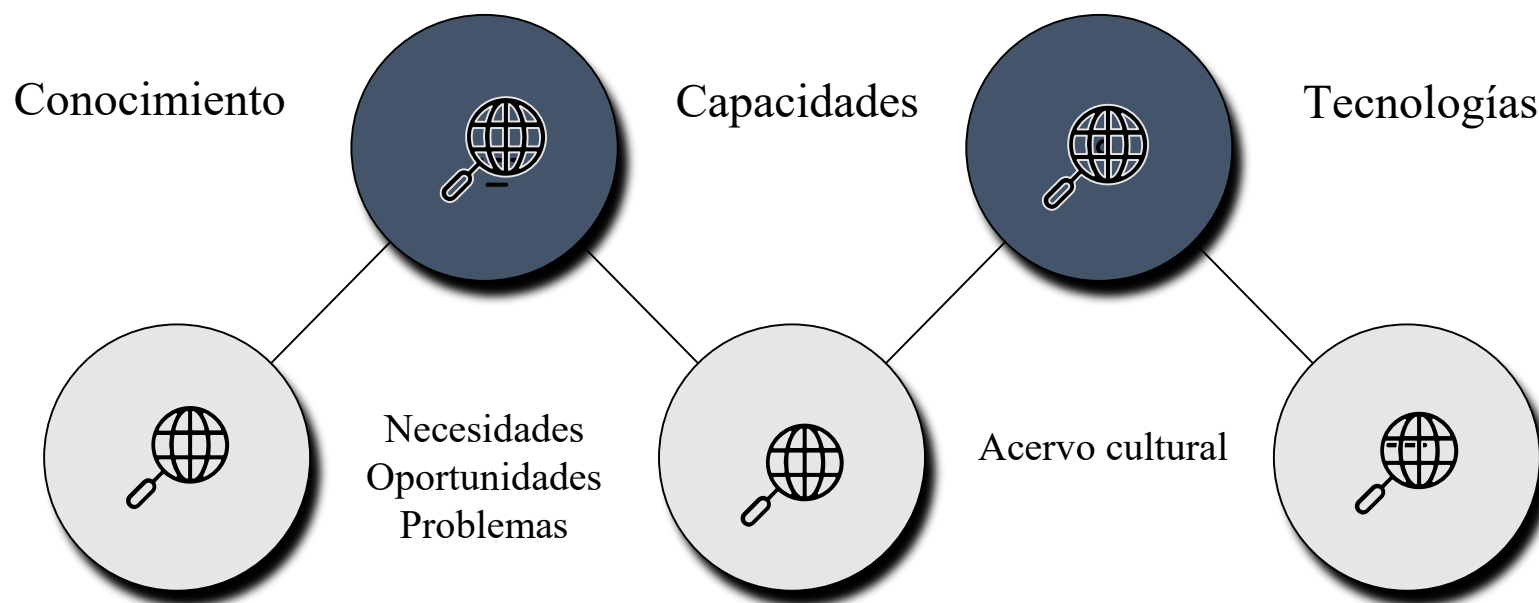 Conocimiento
Capacidades
Tecnologías
Necesidades
Oportunidades
Problemas
Acervo cultural